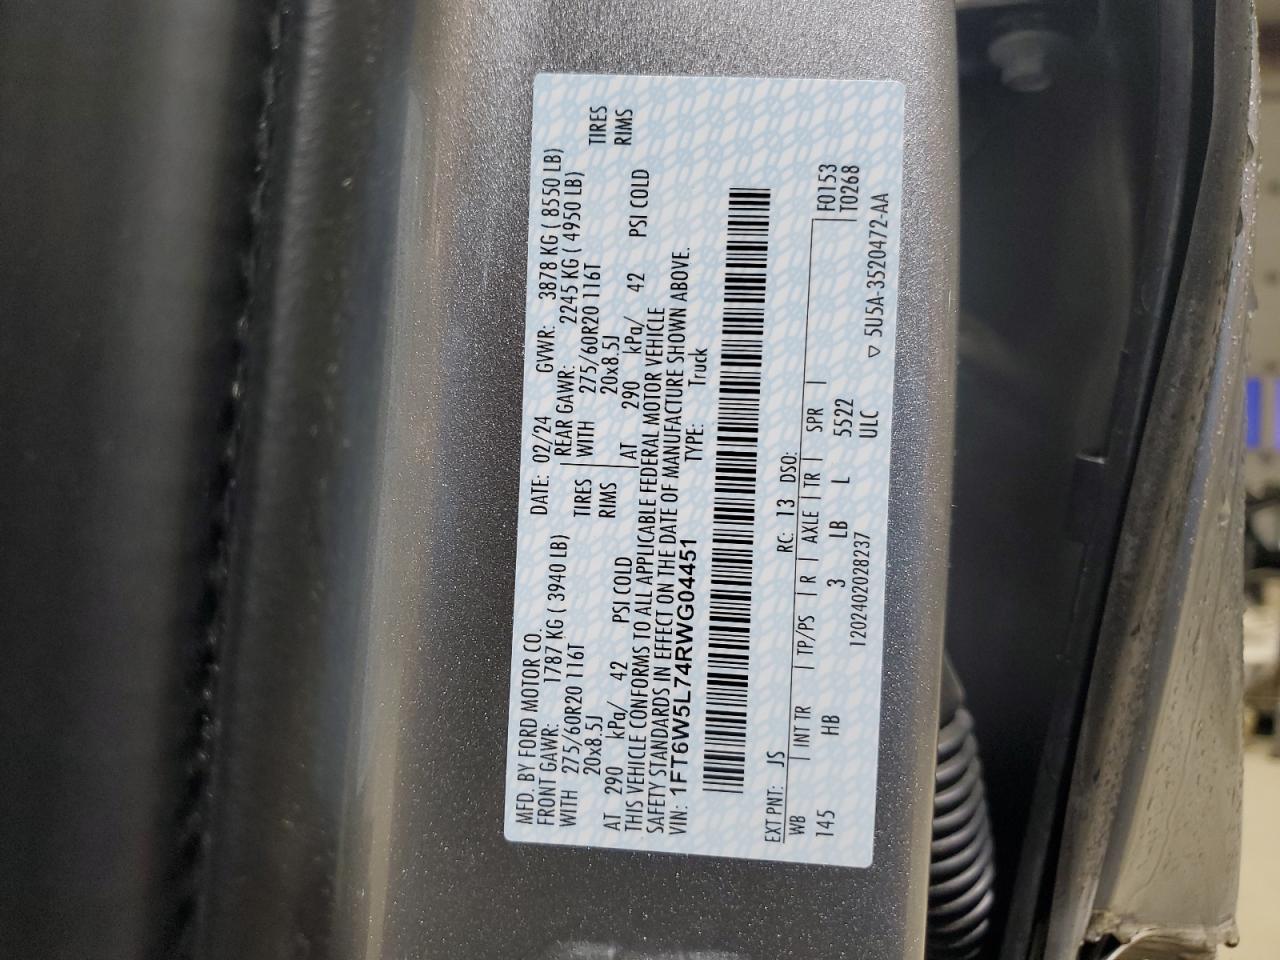 MFD. BY FORD MOTOR CO.
DATE: 02/24 GVWR: 3878 KG ( 8550 LB)
FRONT GAWR: 1787 KG ( 3940 LB)
REAR GAWR: 2245 KG ( 4950 LB)
WITH 275/60R20 116T TIRES
WITH 275/60R20 116T TIRES
20x8.5J RIMS
20x8.5J RIMS
AT 290 kPa/ 42 PSI COLD
AT 290 kPa/ 42 PSI COLD
THIS VEHICLE CONFORMS TO ALL APPLICABLE FEDERAL MOTOR VEHICLE
SAFETY STANDARDS IN EFFECT ON THE DATE OF MANUFACTURE SHOWN ABOVE.
VIN: 1FT6W5L74RWG04451 TYPE: Truck
EXT PNT: JS RC: 13 DSO:
WB INT TR TP/PS R AXLE TR SPR F0153
145 HB 3 LB L 5522 T0268
ULC
1202402028237 ▽ 5U5A-3520472-AA